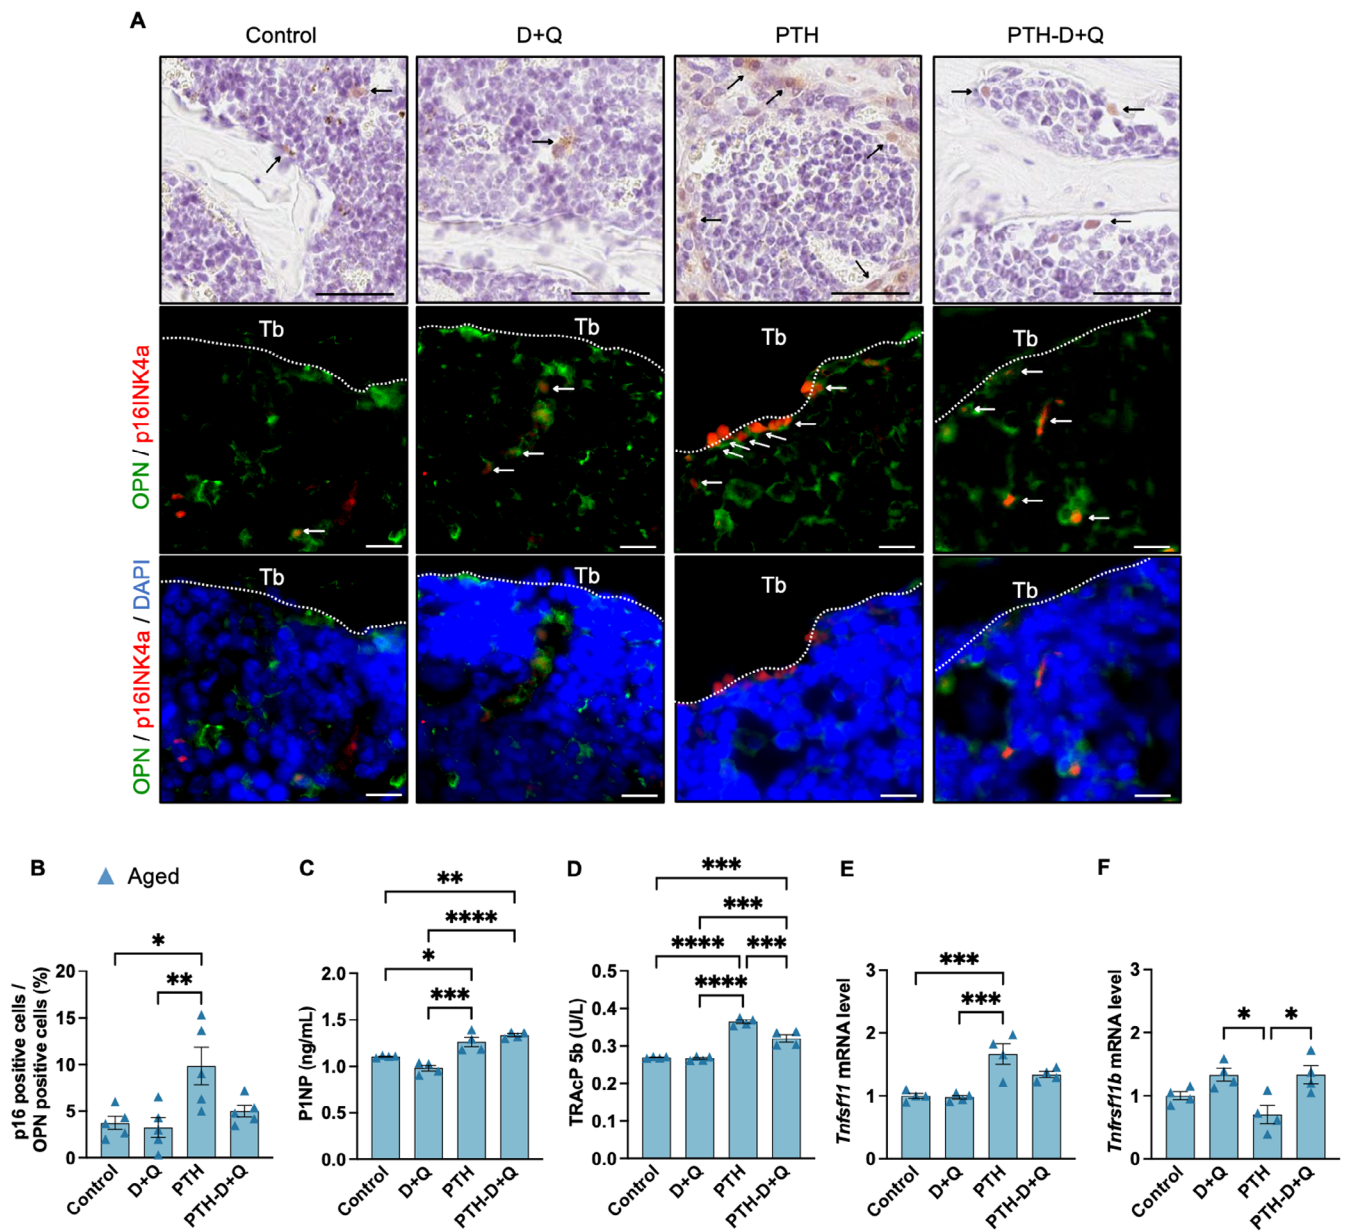 A
Control
D+Q
PTH
PTH-D+Q
OPN / p16INK4a
Tb
Tb
Tb
Tb
OPN / p16INK4a / DAPI
Tb
Tb
Tb
Tb
B
Aged
p16 positive cells /
OPN positive cells (%)
20
15
10
5
0
*
**
Control
D+Q
PTH
PTH-D+Q
C
P1NP (ng/mL)
2.0
1.5
1.0
0.5
0.0
**
****
*
***
Control
D+Q
PTH
PTH-D+Q
D
TRAcP 5b (U/L)
0.5
0.4
0.3
0.2
0.1
0.0
***
***
****
***
****
Control
D+Q
PTH
PTH-D+Q
E
Tnfsf11 mRNA level
3
2
1
0
***
***
Control
D+Q
PTH
PTH-D+Q
F
Tnfrsf11b mRNA level
3
2
1
0
*
*
Control
D+Q
PTH
PTH-D+Q